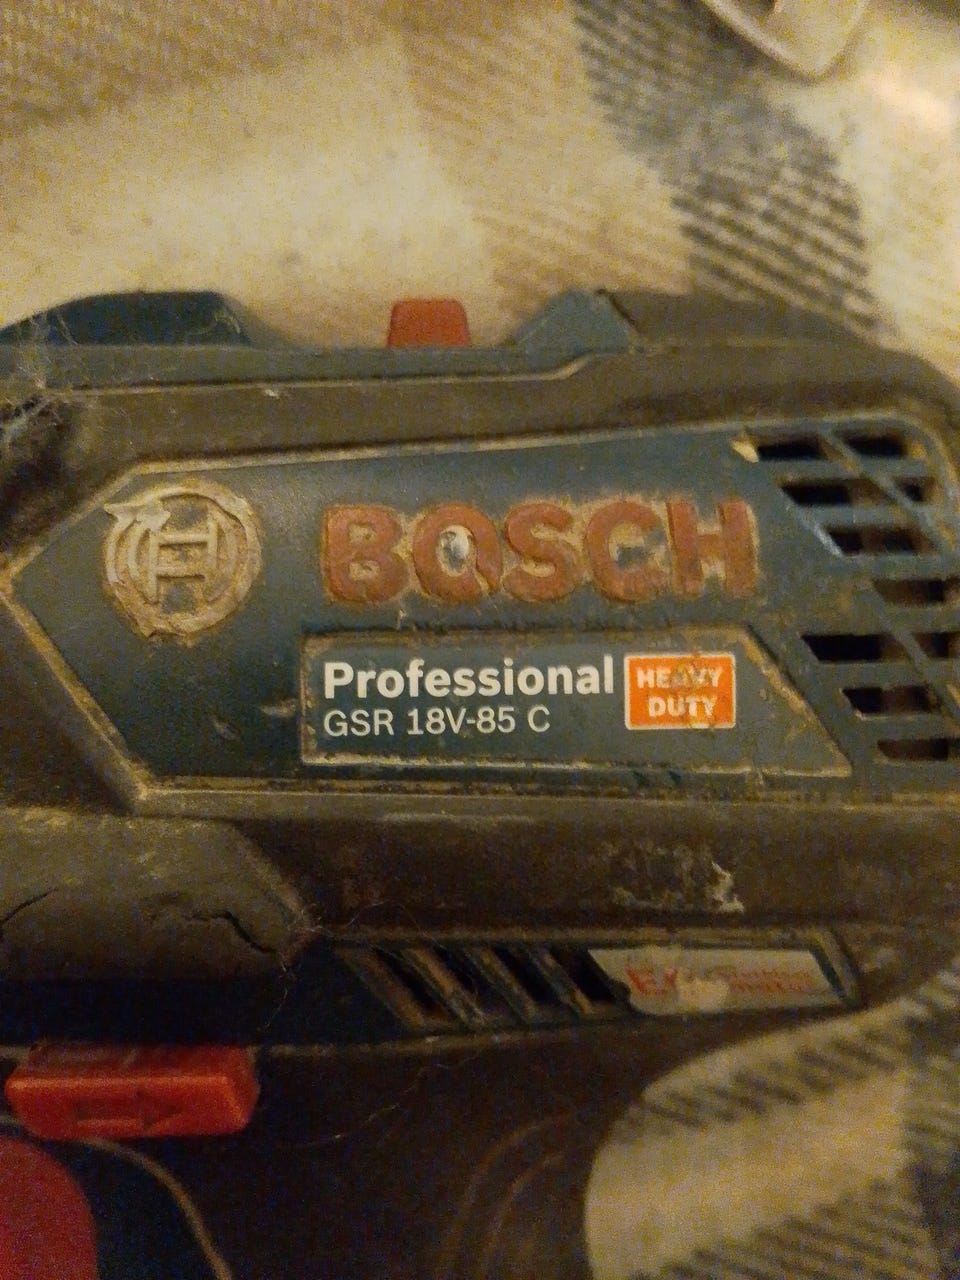 BOSCH
Professional
GSR 18V-85 C
HEAVY
DUTY